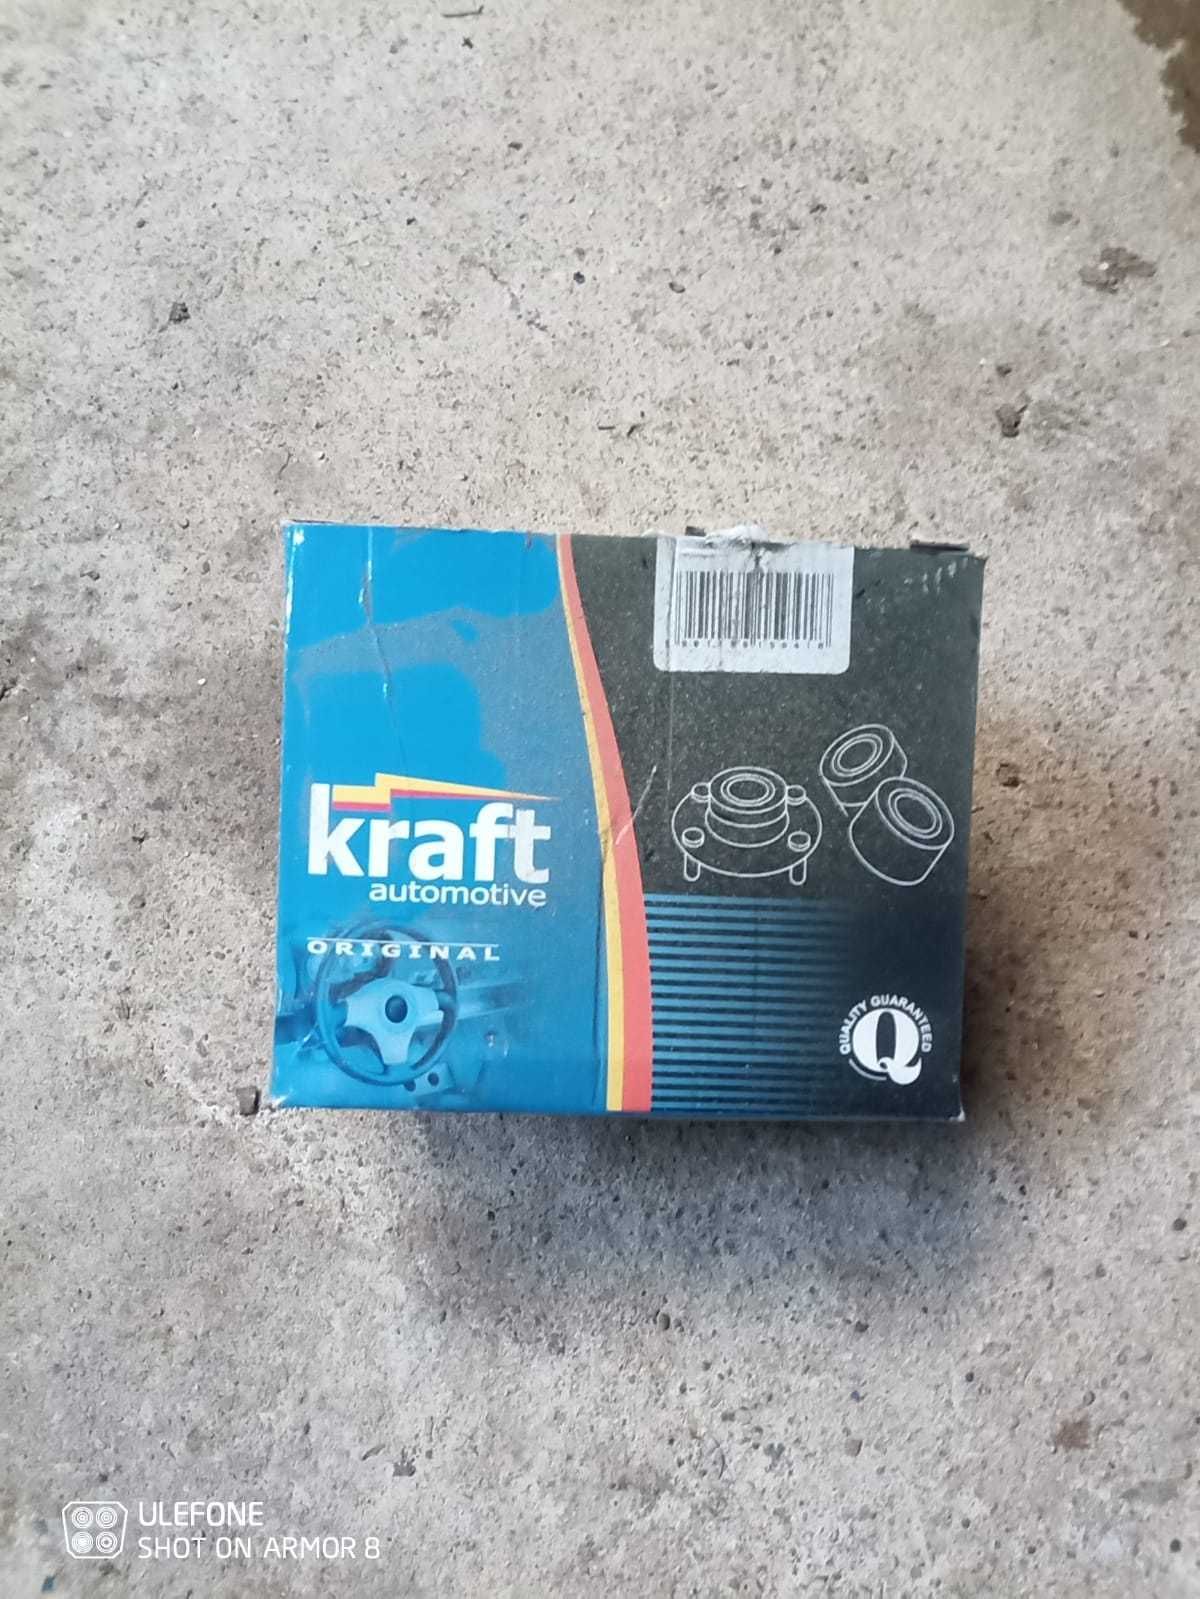 kraft
automotive
ORIGINAL
QUALITY GUARANTEED
Q
ULEFONE
SHOT ON ARMOR 8